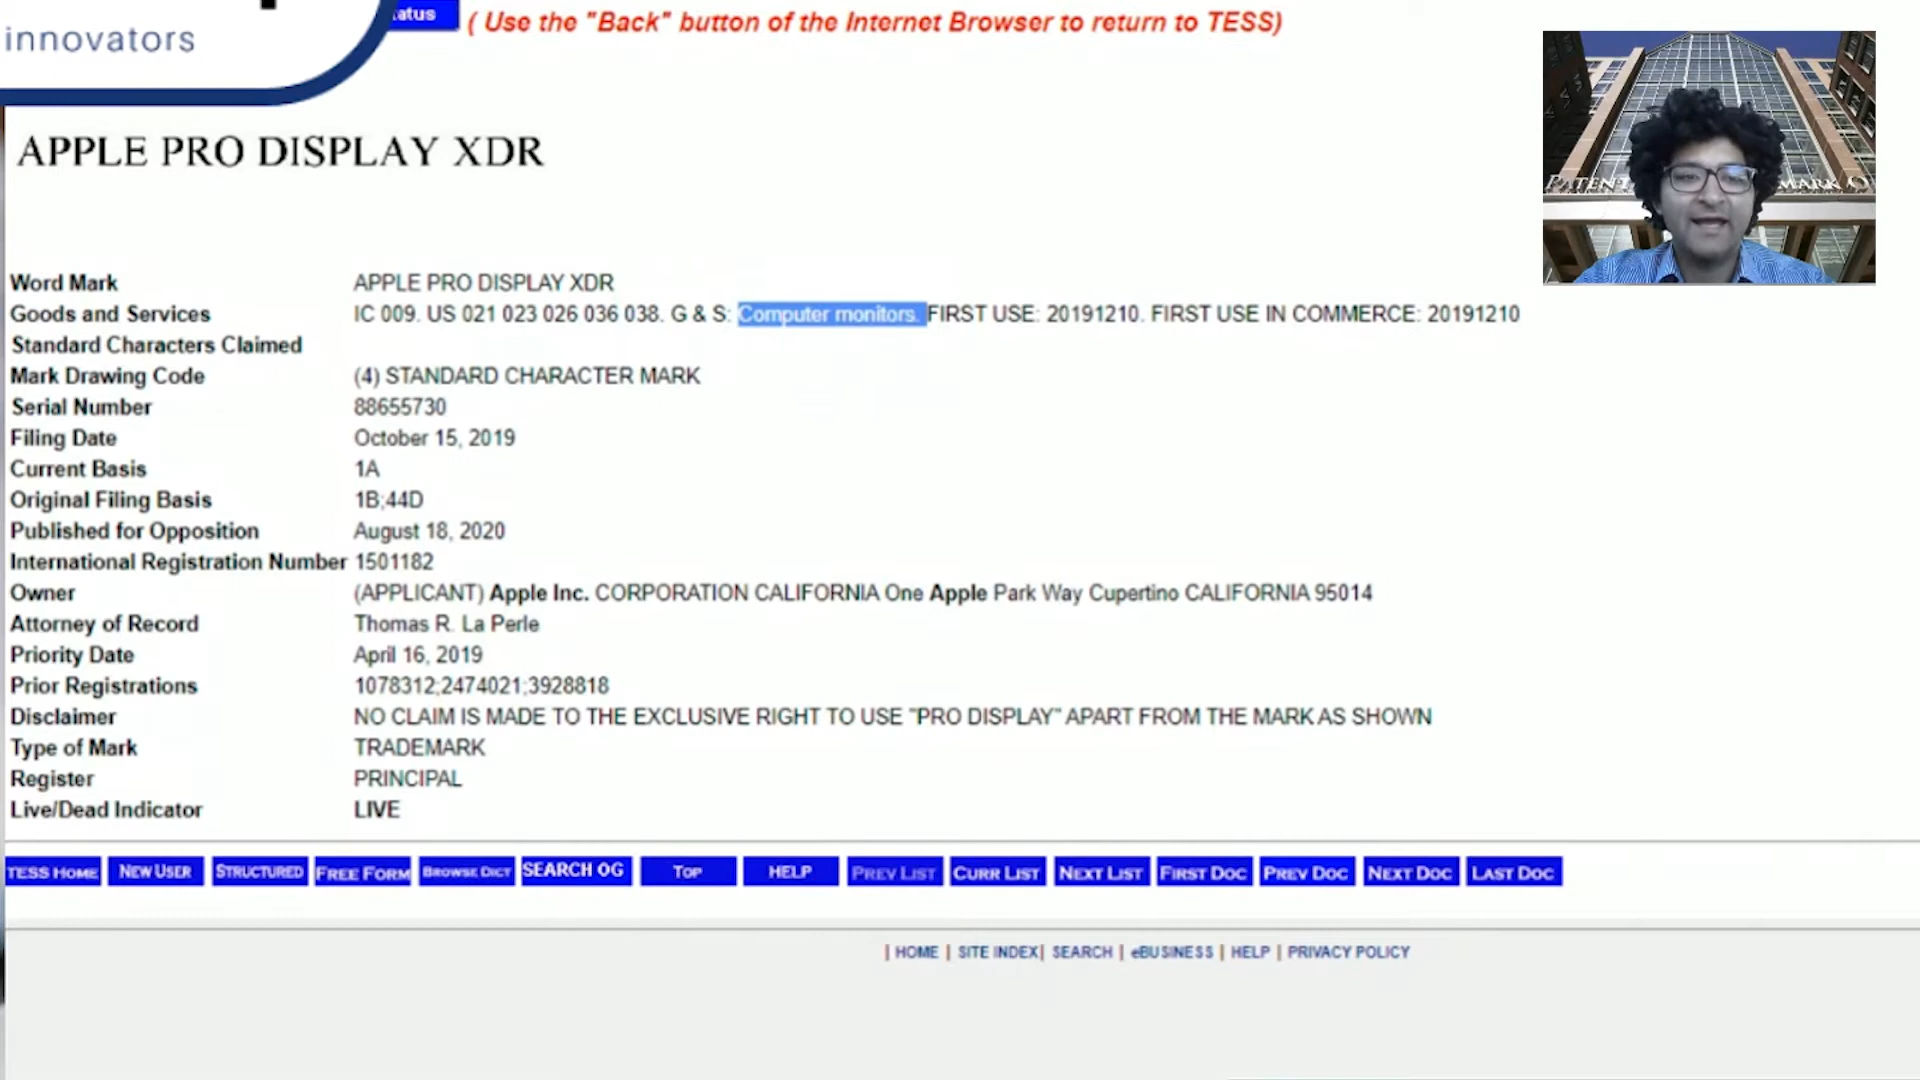 innovators
( Use the "Back" button of the Internet Browser to return to TESS)
APPLE PRO DISPLAY XDR
Word Mark APPLE PRO DISPLAY XDR
Goods and Services IC 009. US 021 023 026 036 038. G & S: Computer monitors. FIRST USE: 20191210. FIRST USE IN COMMERCE: 20191210
Standard Characters Claimed
Mark Drawing Code (4) STANDARD CHARACTER MARK
Serial Number 88655730
Filing Date October 15, 2019
Current Basis 1A
Original Filing Basis 1B;44D
Published for Opposition August 18, 2020
International Registration Number 1501182
Owner (APPLICANT) Apple Inc. CORPORATION CALIFORNIA One Apple Park Way Cupertino CALIFORNIA 95014
Attorney of Record Thomas R. La Perle
Priority Date April 16, 2019
Prior Registrations 1078312;2474021;3928818
Disclaimer NO CLAIM IS MADE TO THE EXCLUSIVE RIGHT TO USE "PRO DISPLAY" APART FROM THE MARK AS SHOWN
Type of Mark TRADEMARK
Register PRINCIPAL
Live/Dead Indicator LIVE
TESS HOME NEW USER STRUCTURED FREE FORM BROWSE DICT SEARCH OG TOP HELP PREV LIST CURR LIST NEXT LIST FIRST DOC PREV DOC NEXT DOC LAST DOC
| HOME | SITE INDEX| SEARCH | eBUSINESS | HELP | PRIVACY POLICY